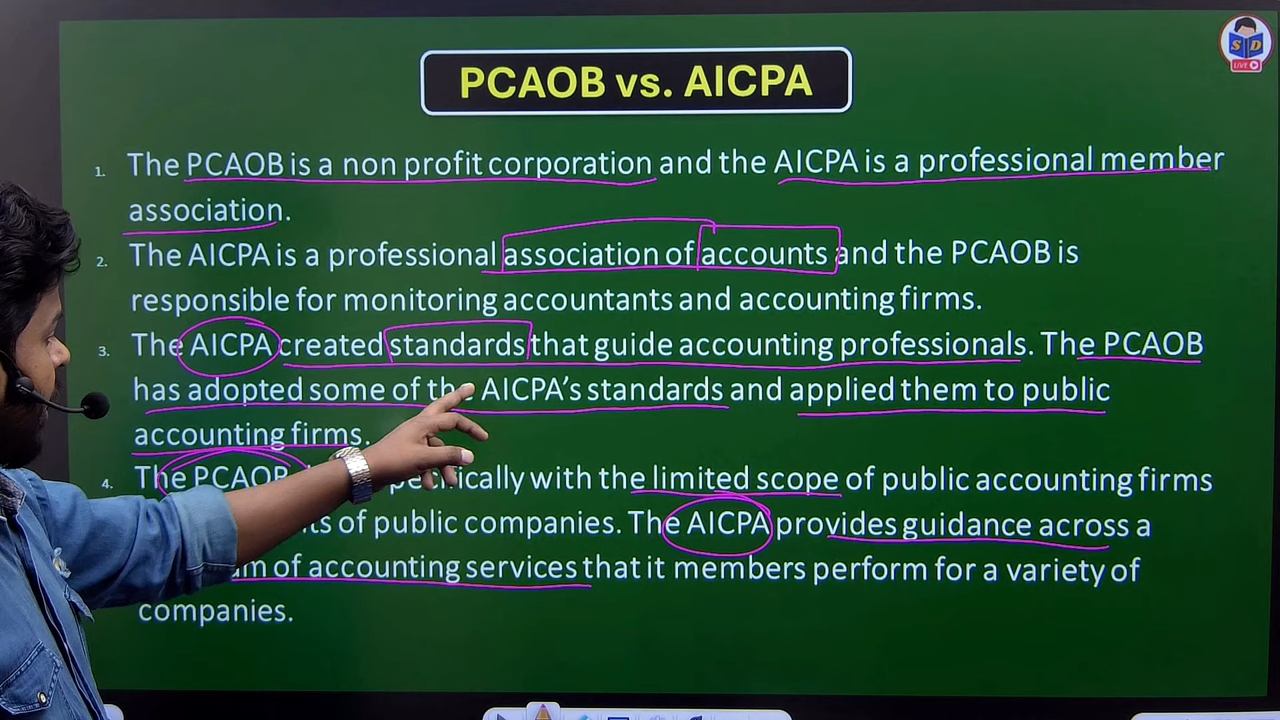 PCAOB vs. AICPA
S D
LIVE
1. The PCAOB is a non profit corporation and the AICPA is a professional member
association.
2. The AICPA is a professional association of accounts and the PCAOB is
responsible for monitoring accountants and accounting firms.
3. The AICPA created standards that guide accounting professionals. The PCAOB
has adopted some of the AICPA's standards and applied them to public
accounting firms.
4. The PCAOB with the limited scope of public accounting firms
of public companies. The AICPA provides guidance across a
of accounting services that it members perform for a variety of
companies.